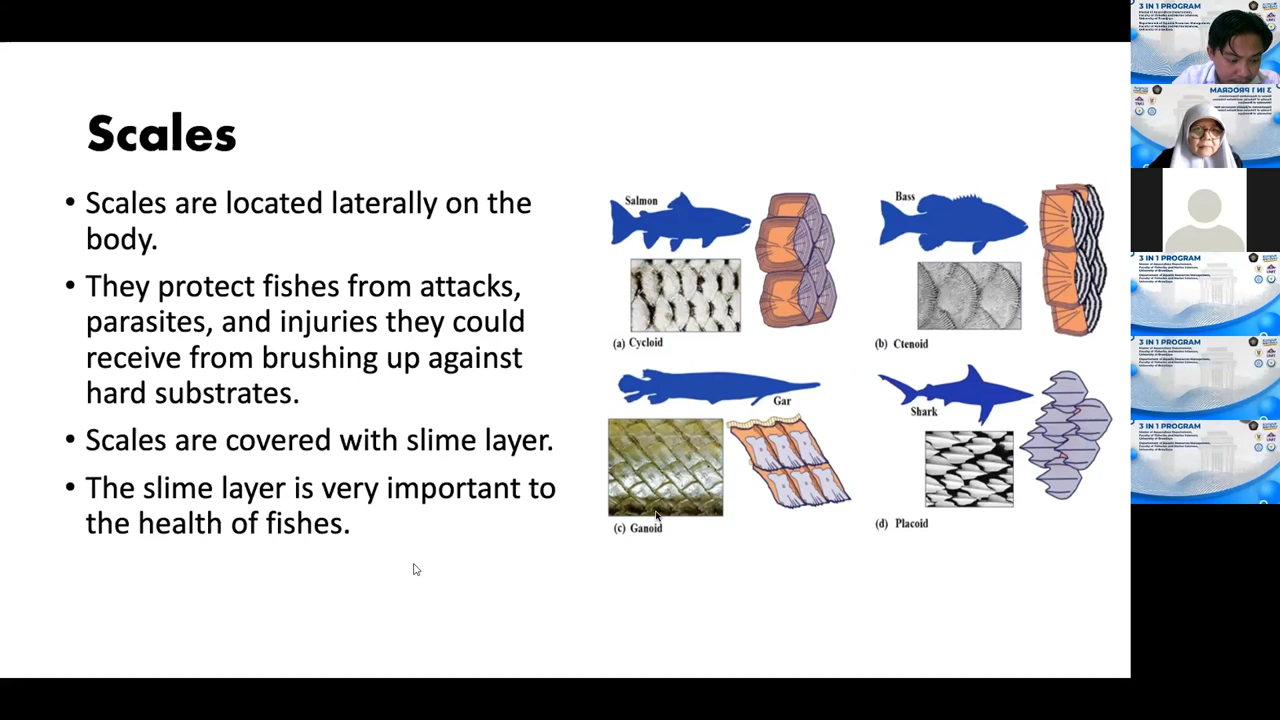 Scales
• Scales are located laterally on the
body.
• They protect fishes from attacks,
parasites, and injuries they could
receive from brushing up against
hard substrates.
• Scales are covered with slime layer.
• The slime layer is very important to
the health of fishes.
Salmon
(a) Cycloid
Bass
(b) Ctenoid
Gar
(c) Ganoid
Shark
(d) Placoid
3 IN 1 PROGRAM
3 IN 1 PROGRAM
3 IN 1 PROGRAM
3 IN 1 PROGRAM
3 IN 1 PROGRAM